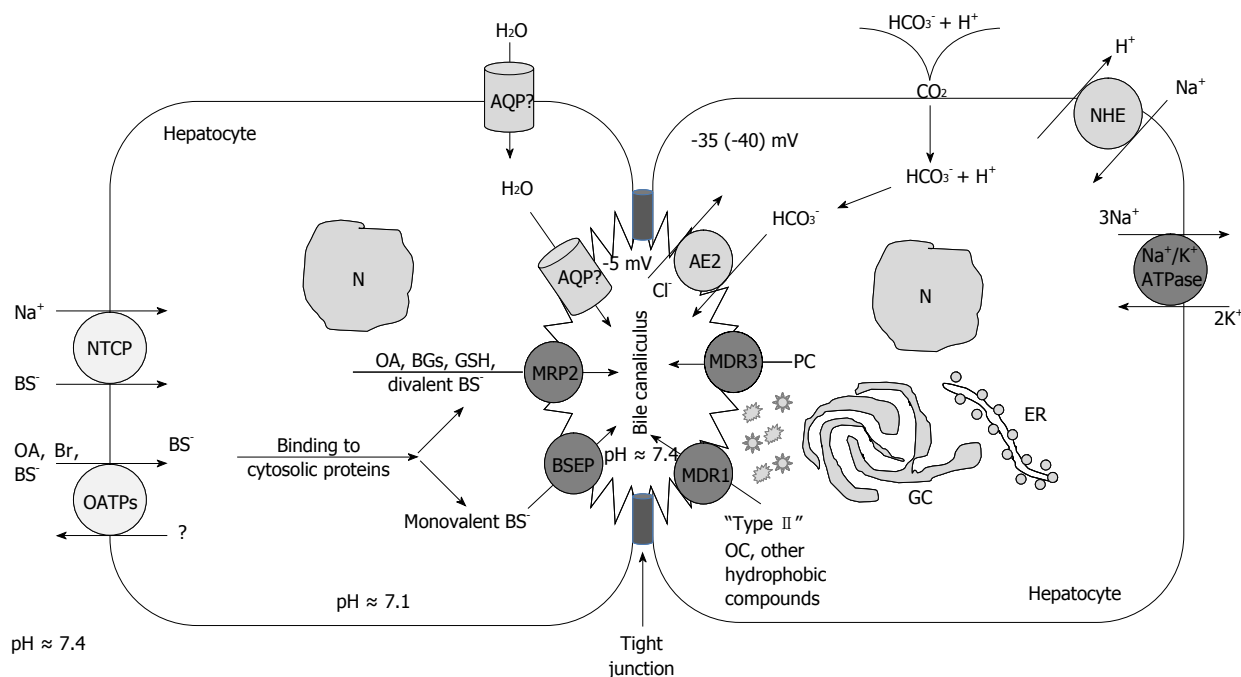 H₂O
AQP?
H₂O
AQP?
Hepatocyte
N
-5 mV
Na⁺
NTCP
BS⁻
OA, Br,
BS⁻
BS⁻
OATPs
?
OA, BGs, GSH,
divalent BS⁻
MRP2
Binding to
cytosolic proteins
BSEP
Monovalent BS⁻
pH ≈ 7.1
pH ≈ 7.4
Bile canaliculus
pH ≈ 7.4
Tight
junction
HCO₃⁻ + H⁺
CO₂
HCO₃⁻ + H⁺
-35 (-40) mV
HCO₃⁻
AE2
Cl⁻
H⁺
NHE
Na⁺
3Na⁺
Na⁺/K⁺
ATPase
2K⁺
N
MDR3
PC
MDR1
"Type Ⅱ"
OC, other
hydrophobic
compounds
GC
ER
Hepatocyte